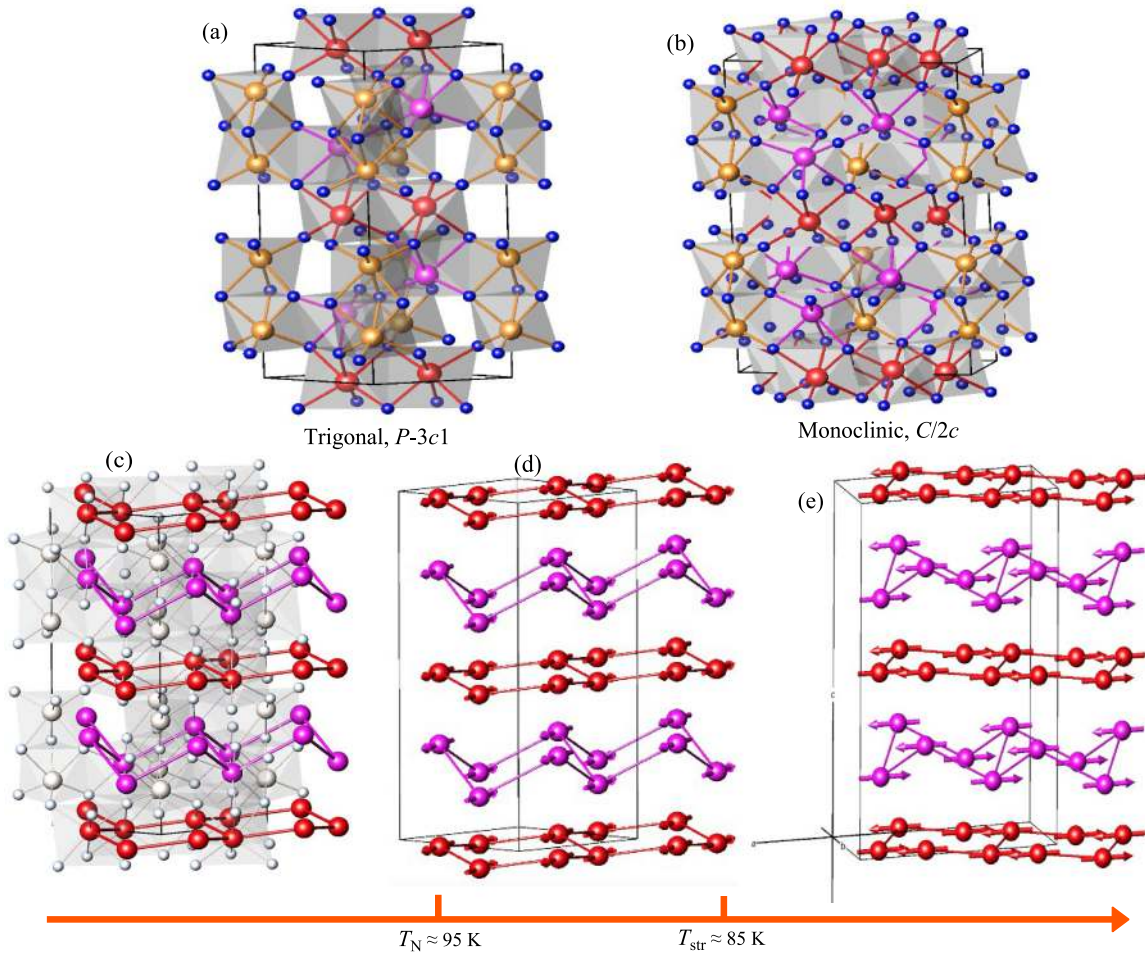 (a)
(b)
Trigonal, P-3c1
Monoclinic, C/2c
(c)
(d)
(e)
c
a
b
T_N ≈ 95 K
T_str ≈ 85 K